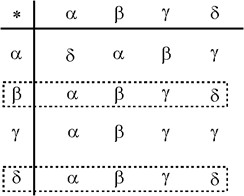 * α β γ δ
α δ α β γ
β α β γ δ
γ α β γ γ
δ α β γ δ